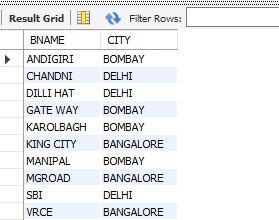 Result Grid Filter Rows:
BNAME CITY
ANDIGIRI BOMBAY
CHANDNI DELHI
DILLI HAT DELHI
GATE WAY BOMBAY
KAROLBAGH BOMBAY
KING CITY BANGALORE
MANIPAL BOMBAY
MGROAD BANGALORE
SBI DELHI
VRCE BANGALORE